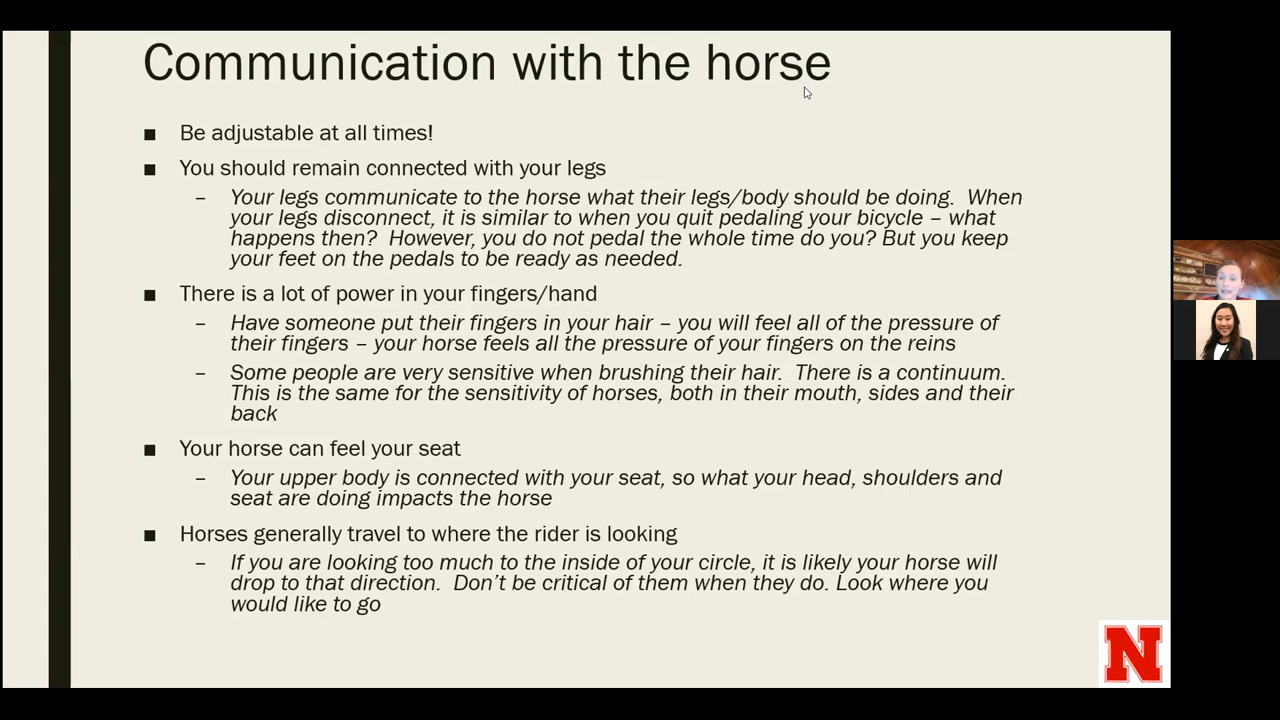 Communication with the horse
■ Be adjustable at all times!
■ You should remain connected with your legs
– Your legs communicate to the horse what their legs/body should be doing.  When
your legs disconnect, it is similar to when you quit pedaling your bicycle – what
happens then?  However, you do not pedal the whole time do you? But you keep
your feet on the pedals to be ready as needed.
■ There is a lot of power in your fingers/hand
– Have someone put their fingers in your hair – you will feel all of the pressure of
their fingers – your horse feels all the pressure of your fingers on the reins
– Some people are very sensitive when brushing their hair.  There is a continuum.
This is the same for the sensitivity of horses, both in their mouth, sides and their
back
■ Your horse can feel your seat
– Your upper body is connected with your seat, so what your head, shoulders and
seat are doing impacts the horse
■ Horses generally travel to where the rider is looking
– If you are looking too much to the inside of your circle, it is likely your horse will
drop to that direction.  Don’t be critical of them when they do. Look where you
would like to go
N